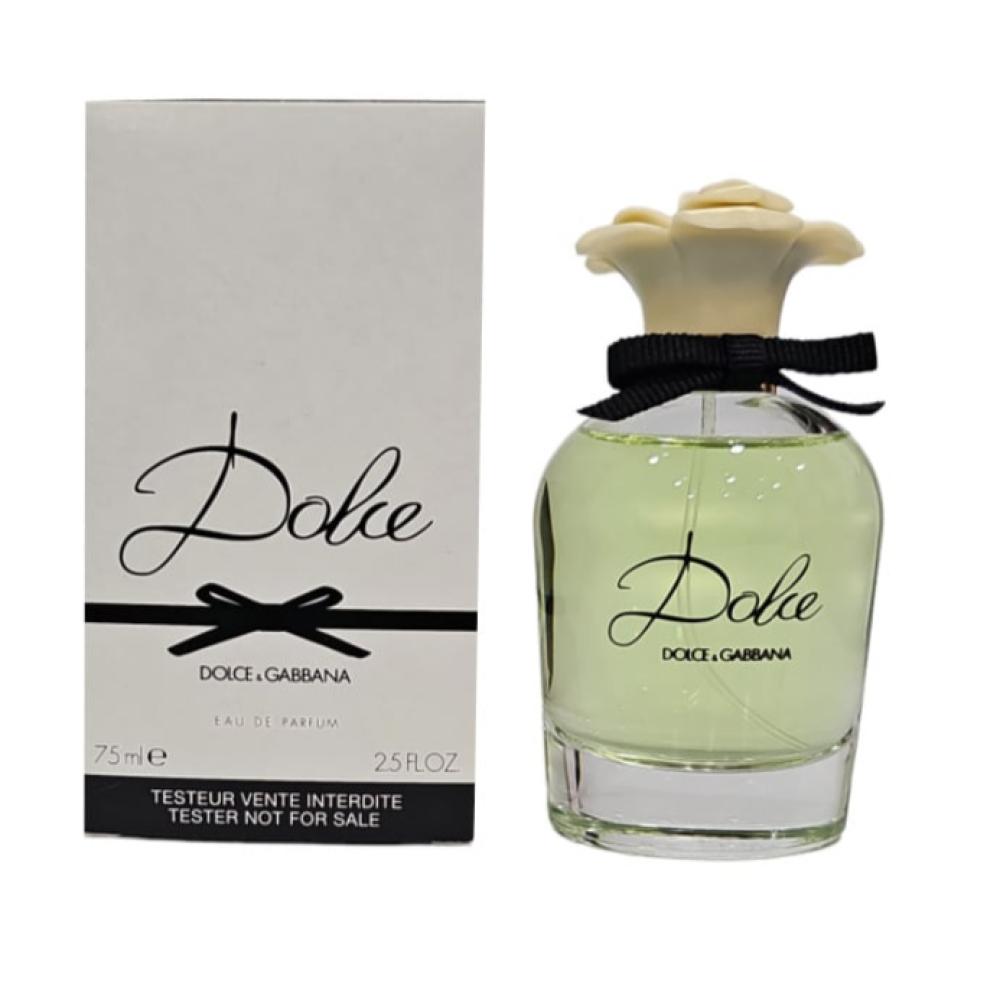 Dolce
DOLCE & GABBANA
EAU DE PARFUM
75 ml ℮ 2.5 FL.OZ.
TESTEUR VENTE INTERDITE
TESTER NOT FOR SALE
Dolce
DOLCE & GABBANA